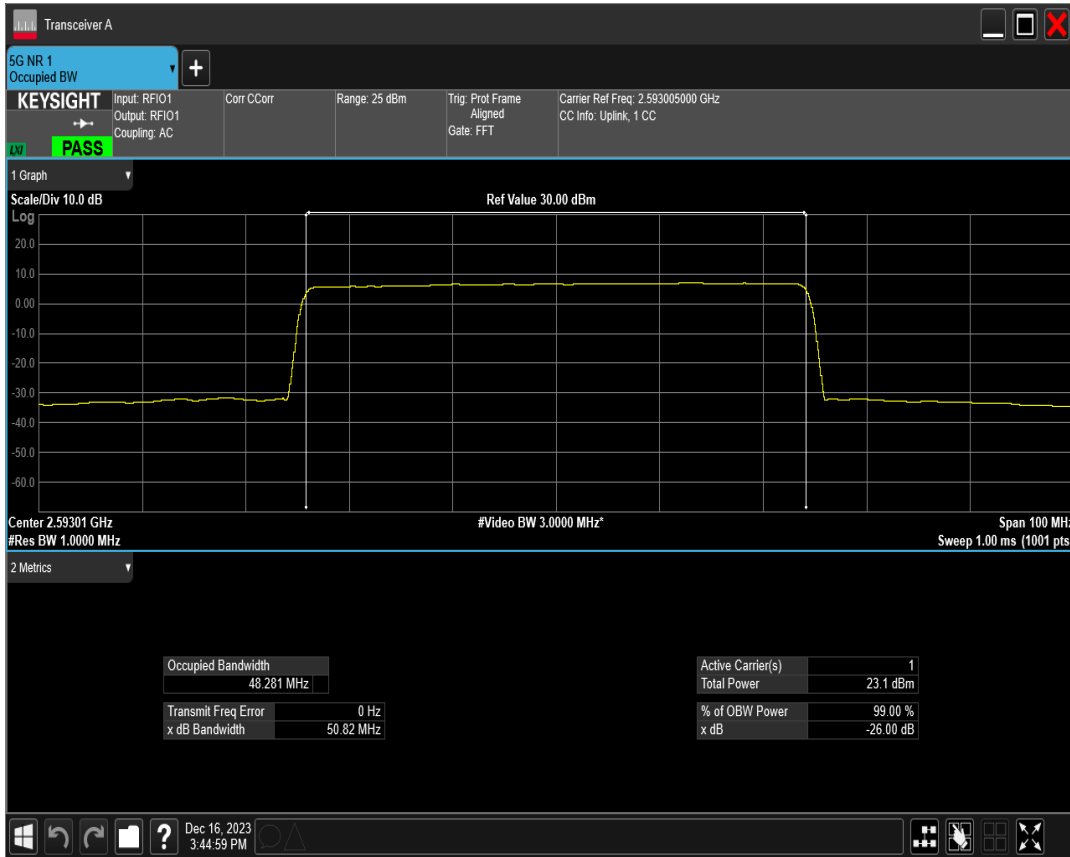 Transceiver A
5G NR 1
Occupied BW
KEYSIGHT
LXI
PASS
Input: RFIO1
Output: RFIO1
Coupling: AC
Corr CCorr
Range: 25 dBm
Trig: Prot Frame
Aligned
Gate: FFT
Carrier Ref Freq: 2.593005000 GHz
CC Info: Uplink, 1 CC
1 Graph
Scale/Div 10.0 dB
Ref Value 30.00 dBm
Log
20.0
10.0
0.00
-10.0
-20.0
-30.0
-40.0
-50.0
-60.0
Center 2.59301 GHz
#Video BW 3.0000 MHz*
Span 100 MHz
#Res BW 1.0000 MHz
Sweep 1.00 ms (1001 pts
2 Metrics
Occupied Bandwidth
48.281 MHz
Transmit Freq Error 0 Hz
x dB Bandwidth 50.82 MHz
Active Carrier(s) 1
Total Power 23.1 dBm
% of OBW Power 99.00 %
x dB -26.00 dB
?
Dec 16, 2023
3:44:59 PM